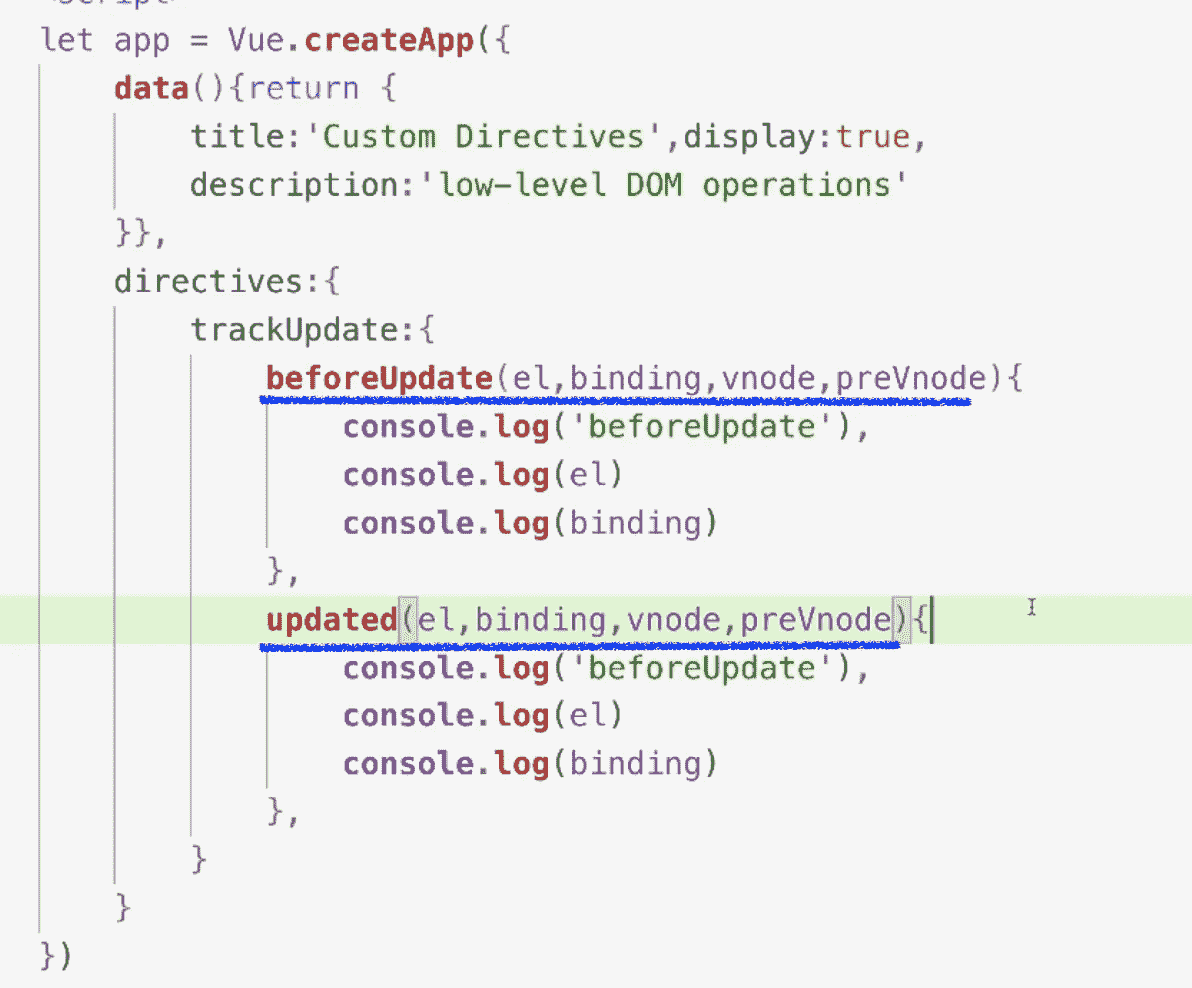 let app = Vue.createApp({
data(){return {
title:'Custom Directives',display:true,
description:'low-level DOM operations'
}},
directives:{
trackUpdate:{
beforeUpdate(el,binding,vnode,preVnode){
console.log('beforeUpdate'),
console.log(el)
console.log(binding)
},
updated(el,binding,vnode,preVnode){
console.log('beforeUpdate'),
console.log(el)
console.log(binding)
},
}
}
})